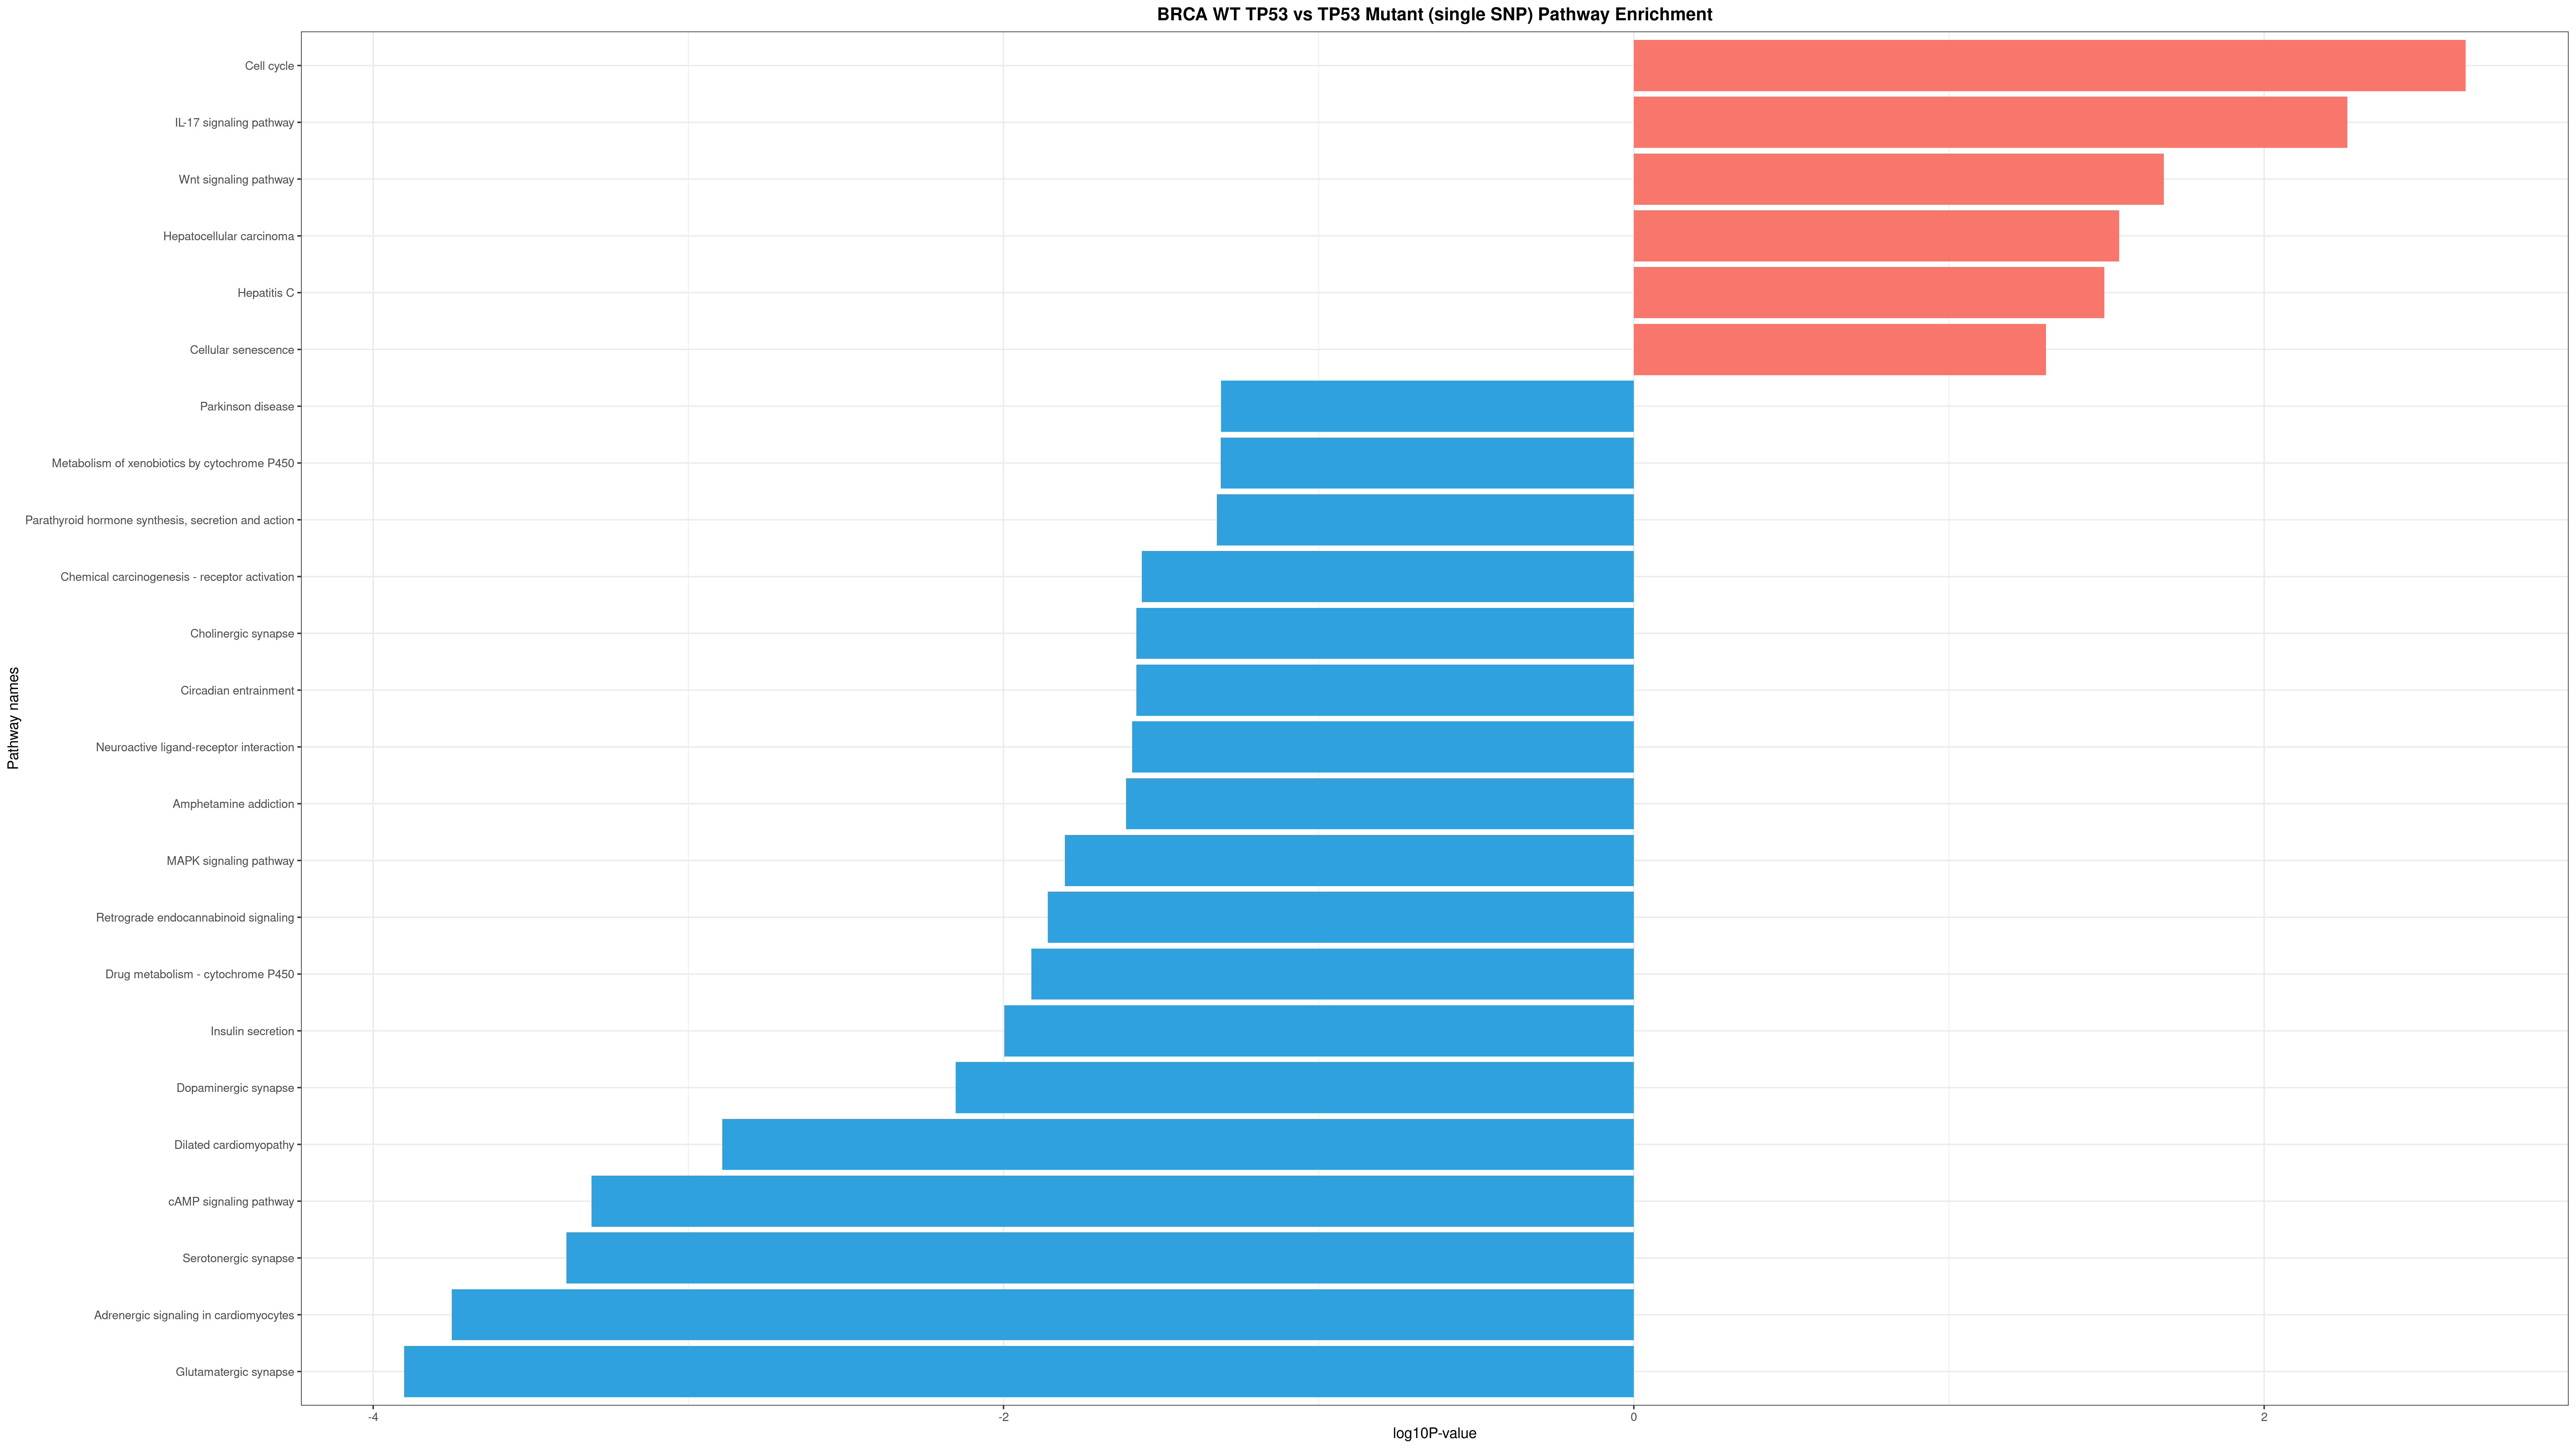 BRCA WT TP53 vs TP53 Mutant (single SNP) Pathway Enrichment
Pathway names
Cell cycle
IL-17 signaling pathway
Wnt signaling pathway
Hepatocellular carcinoma
Hepatitis C
Cellular senescence
Parkinson disease
Metabolism of xenobiotics by cytochrome P450
Parathyroid hormone synthesis, secretion and action
Chemical carcinogenesis - receptor activation
Cholinergic synapse
Circadian entrainment
Neuroactive ligand-receptor interaction
Amphetamine addiction
MAPK signaling pathway
Retrograde endocannabinoid signaling
Drug metabolism - cytochrome P450
Insulin secretion
Dopaminergic synapse
Dilated cardiomyopathy
cAMP signaling pathway
Serotonergic synapse
Adrenergic signaling in cardiomyocytes
Glutamatergic synapse
-4 -2 0 2
log10P-value